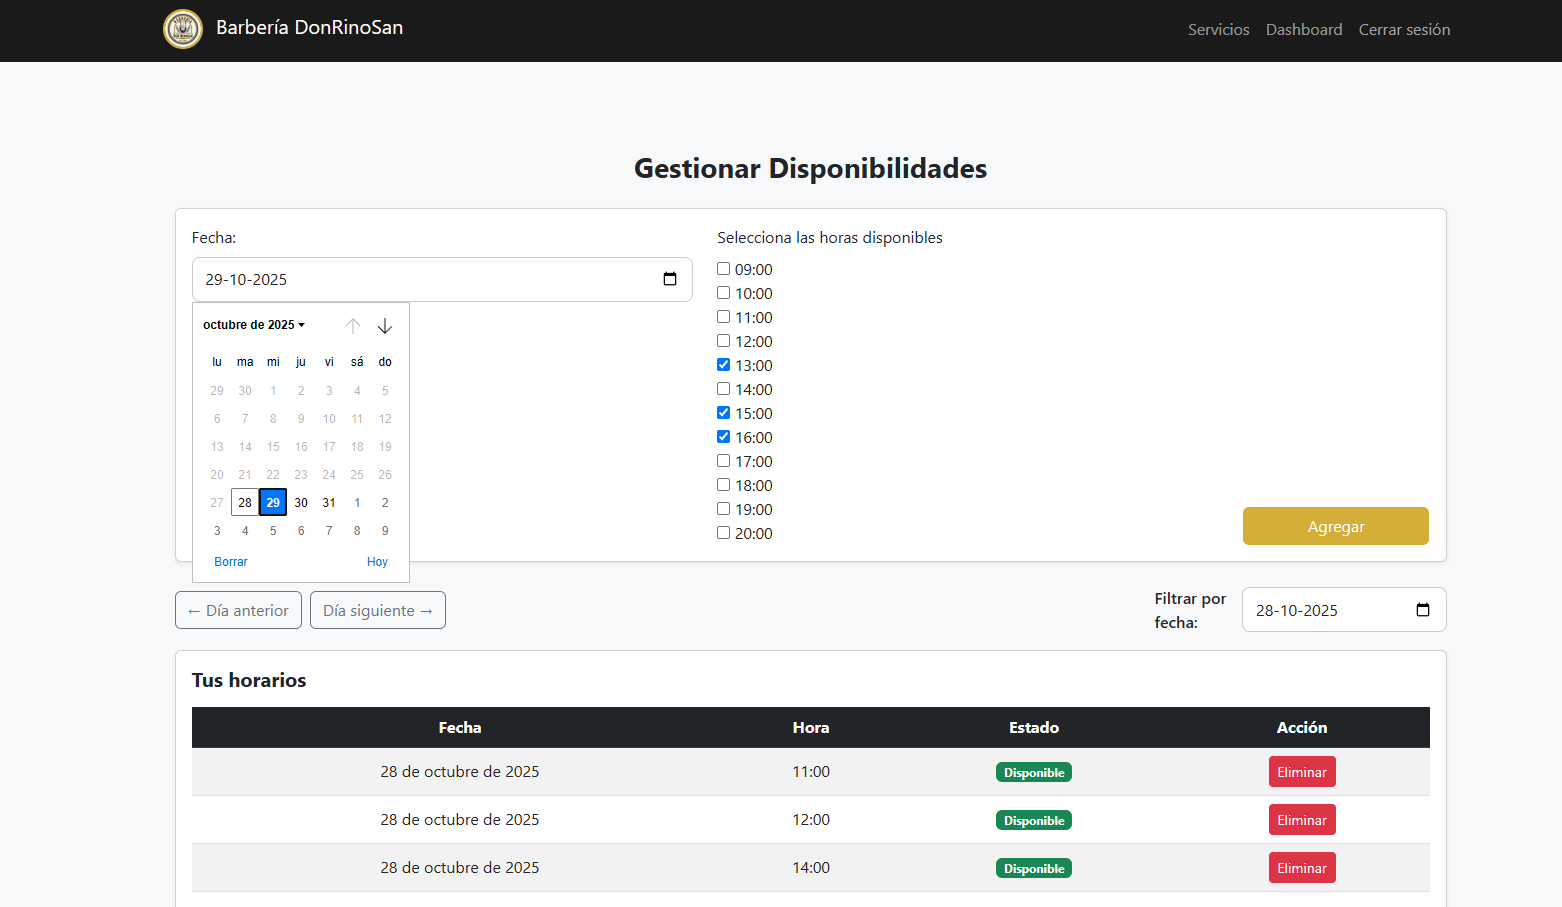 Barbería DonRinoSan
Servicios Dashboard Cerrar sesión
Gestionar Disponibilidades
Fecha:
29-10-2025
octubre de 2025
lu ma mi ju vi sá do
29 30 1 2 3 4 5
6 7 8 9 10 11 12
13 14 15 16 17 18 19
20 21 22 23 24 25 26
27 28 29 30 31 1 2
3 4 5 6 7 8 9
Borrar Hoy
Selecciona las horas disponibles
09:00
10:00
11:00
12:00
13:00
14:00
15:00
16:00
17:00
18:00
19:00
20:00
Agregar
← Día anterior Día siguiente →
Filtrar por
fecha:
28-10-2025
Tus horarios
Fecha Hora Estado Acción
28 de octubre de 2025 11:00 Disponible Eliminar
28 de octubre de 2025 12:00 Disponible Eliminar
28 de octubre de 2025 14:00 Disponible Eliminar